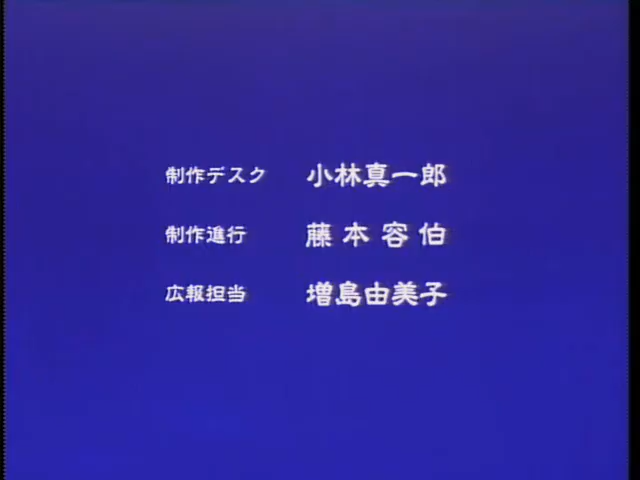 制作デスク 小林真一郎
制作進行 藤本容伯
広報担当 増島由美子